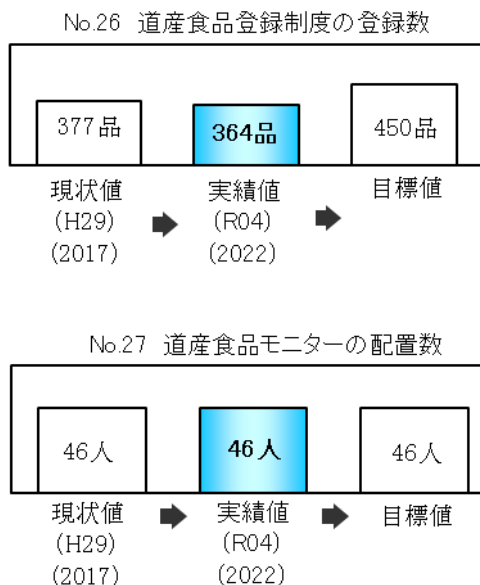 No.26 道産食品登録制度の登録数
377品
364品
450品
現状値
(H29)
(2017)
実績値
(R04)
(2022)
目標値
No.27 道産食品モニターの配置数
46人
46人
46人
現状値
(H29)
(2017)
実績値
(R04)
(2022)
目標値